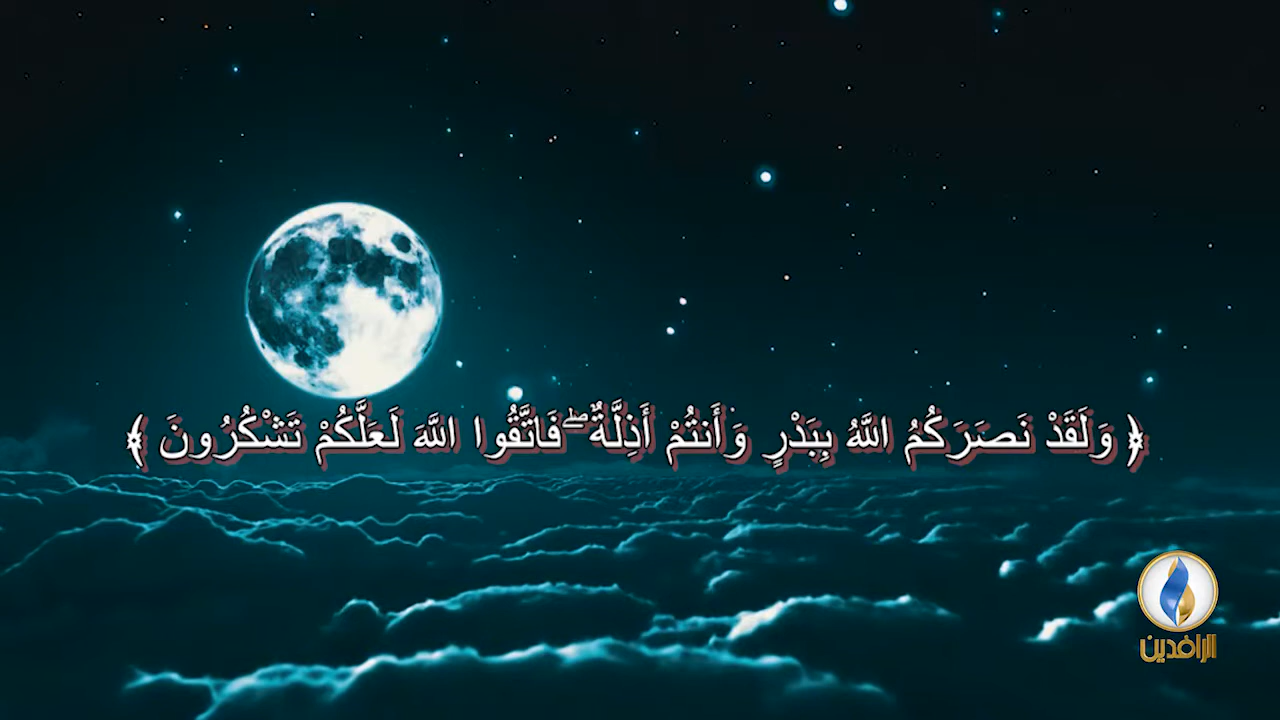 ﴿ وَلَقَدْ نَصَرَكُمُ اللَّهُ بِبَدْرٍ وَأَنتُمْ أَذِلَّةٌ ۖ فَاتَّقُوا اللَّهَ لَعَلَّكُمْ تَشْكُرُونَ ﴾
الرافدين